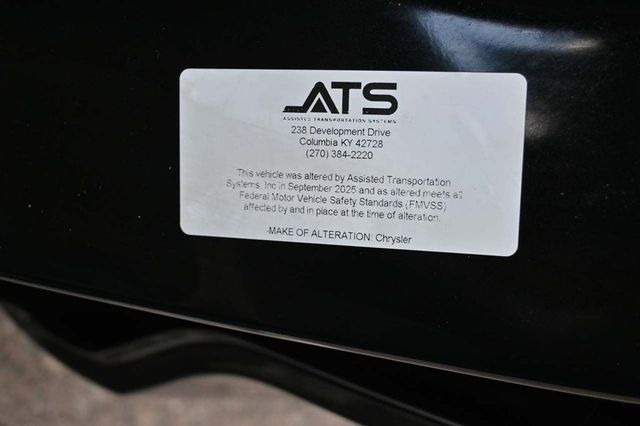 ATS
ASSISTED TRANSPORTATION SYSTEMS
238 Development Drive
Columbia KY 42728
(270) 384-2220
This vehicle was altered by Assisted Transportation
Systems, Inc in September 2025 and as altered meets all
Federal Motor Vehicle Safety Standards (FMVSS)
affected by and in place at the time of alteration.
MAKE OF ALTERATION: Chrysler